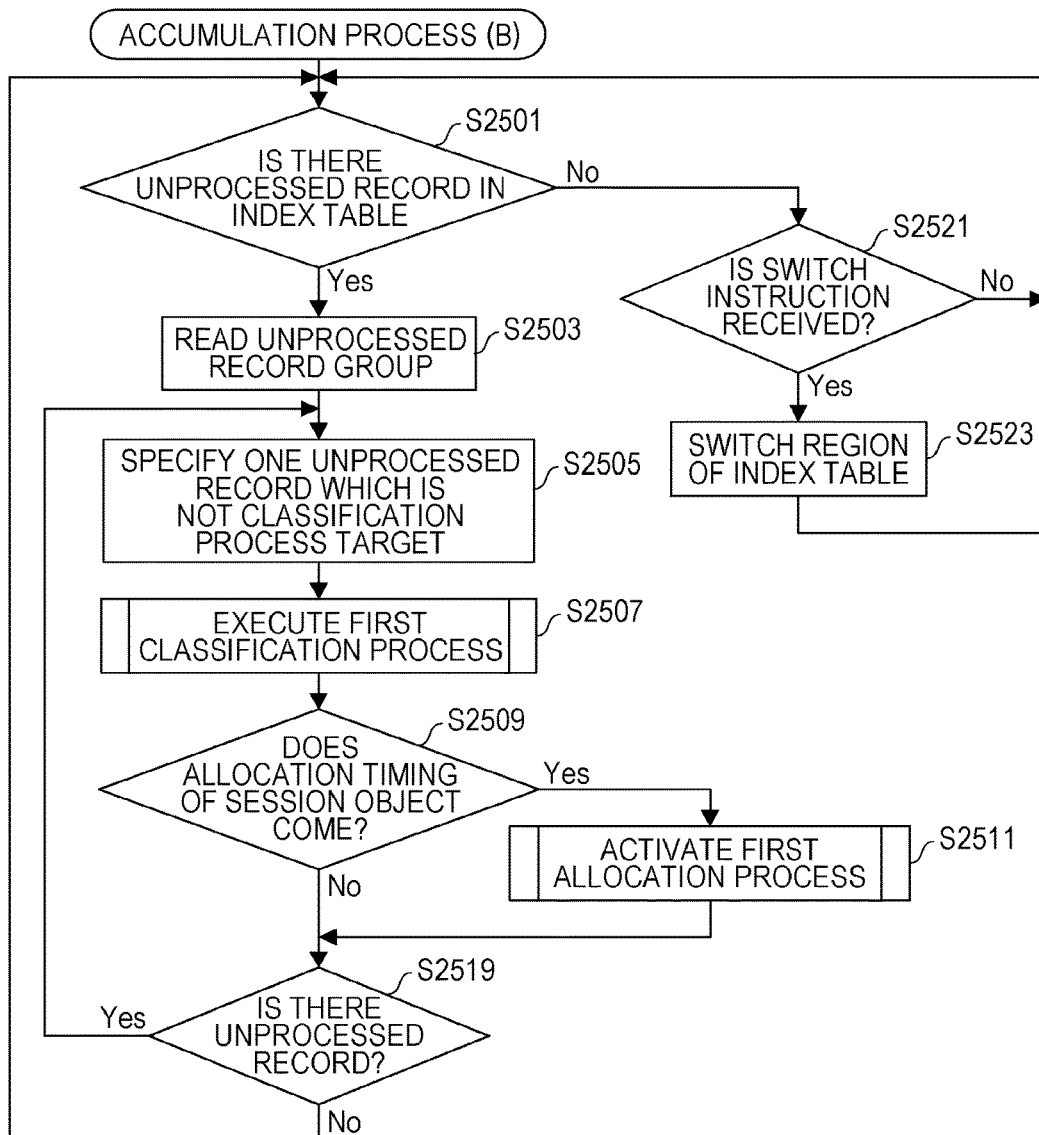 ACCUMULATION PROCESS (B)
S2501
IS THERE
UNPROCESSED RECORD IN
INDEX TABLE
No
Yes
S2521
IS SWITCH
INSTRUCTION
RECEIVED?
No
Yes
S2503
READ UNPROCESSED
RECORD GROUP
S2523
SWITCH REGION
OF INDEX TABLE
S2505
SPECIFY ONE UNPROCESSED
RECORD WHICH IS
NOT CLASSIFICATION
PROCESS TARGET
S2507
EXECUTE FIRST
CLASSIFICATION PROCESS
S2509
DOES
ALLOCATION TIMING
OF SESSION OBJECT
COME?
Yes
No
S2511
ACTIVATE FIRST
ALLOCATION PROCESS
S2519
IS THERE
UNPROCESSED
RECORD?
Yes
No